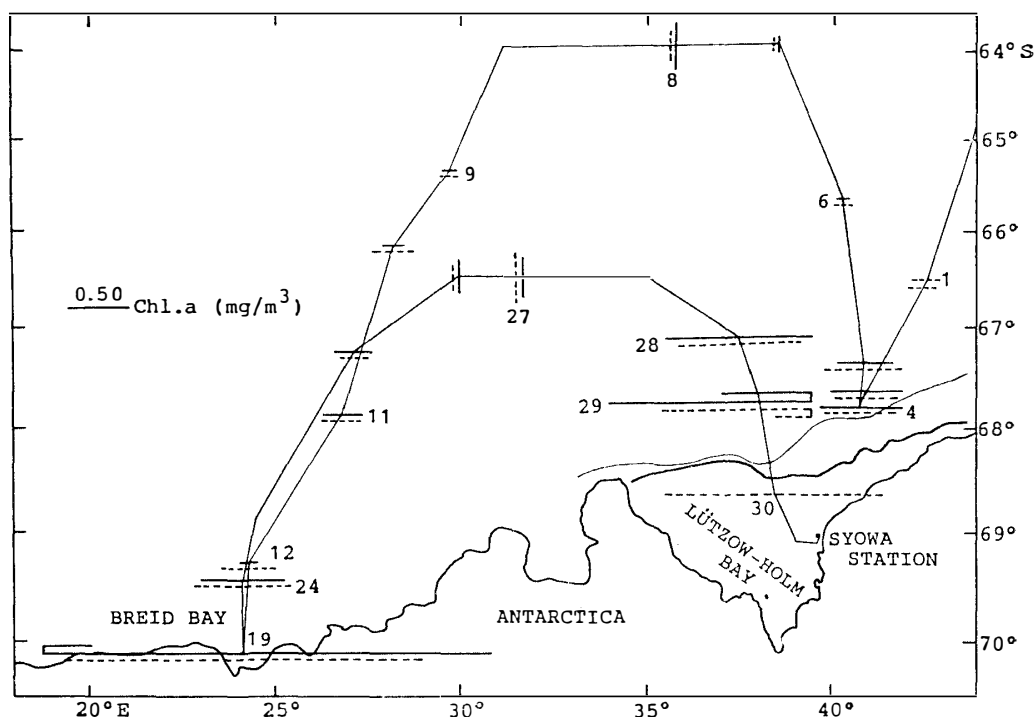 64°S
8
65°
9
6
66°
1
0.50 Chl.a (mg/m³)
27
67°
28
29
4
11
68°
30
LÜTZOW-HOLM
BAY
SYOWA
STATION
69°
12
24
BREID BAY
19
ANTARCTICA
70°
20°E
25°
30°
35°
40°